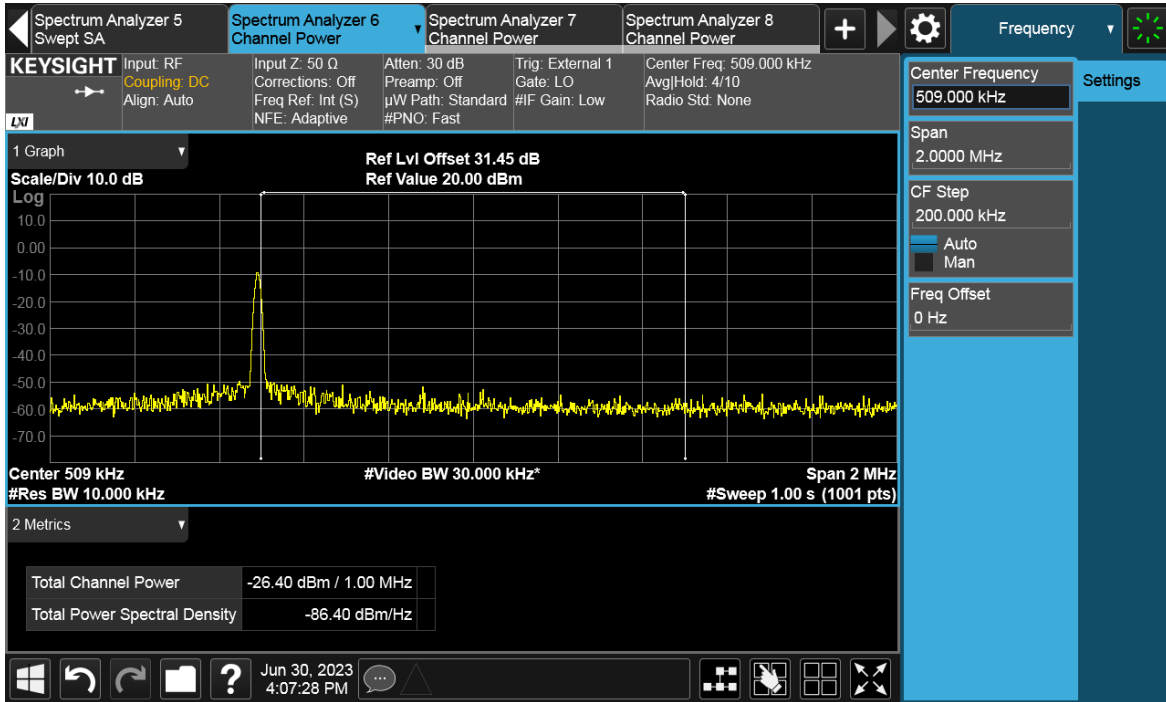 Spectrum Analyzer 5
Swept SA
Spectrum Analyzer 6
Channel Power
Spectrum Analyzer 7
Channel Power
Spectrum Analyzer 8
Channel Power
+
Frequency
KEYSIGHT
LXI
Input: RF
Coupling: DC
Align: Auto
Input Z: 50 Ω
Corrections: Off
Freq Ref: Int (S)
NFE: Adaptive
Atten: 30 dB
Preamp: Off
µW Path: Standard
#PNO: Fast
Trig: External 1
Gate: LO
#IF Gain: Low
Center Freq: 509.000 kHz
Avg|Hold: 4/10
Radio Std: None
Center Frequency
509.000 kHz
Settings
Span
2.0000 MHz
CF Step
200.000 kHz
Auto
Man
Freq Offset
0 Hz
1 Graph
Scale/Div 10.0 dB
Ref Lvl Offset 31.45 dB
Ref Value 20.00 dBm
Log
10.0
0.00
-10.0
-20.0
-30.0
-40.0
-50.0
-60.0
-70.0
Center 509 kHz
#Video BW 30.000 kHz*
Span 2 MHz
#Res BW 10.000 kHz
#Sweep 1.00 s (1001 pts)
2 Metrics
Total Channel Power
-26.40 dBm / 1.00 MHz
Total Power Spectral Density
-86.40 dBm/Hz
?
Jun 30, 2023
4:07:28 PM